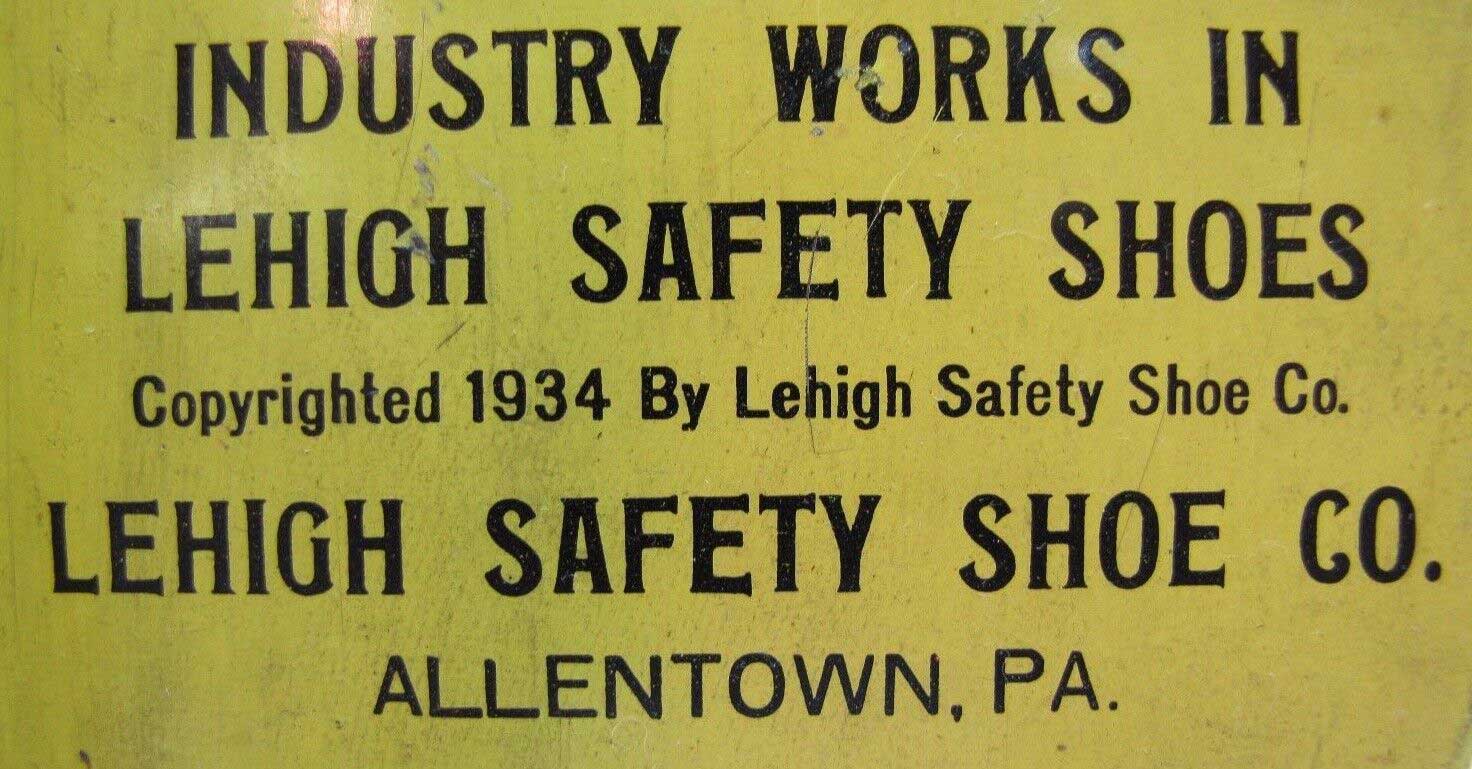 INDUSTRY WORKS IN
LEHIGH SAFETY SHOES
Copyrighted 1934 By Lehigh Safety Shoe Co.
LEHIGH SAFETY SHOE CO.
ALLENTOWN, PA.